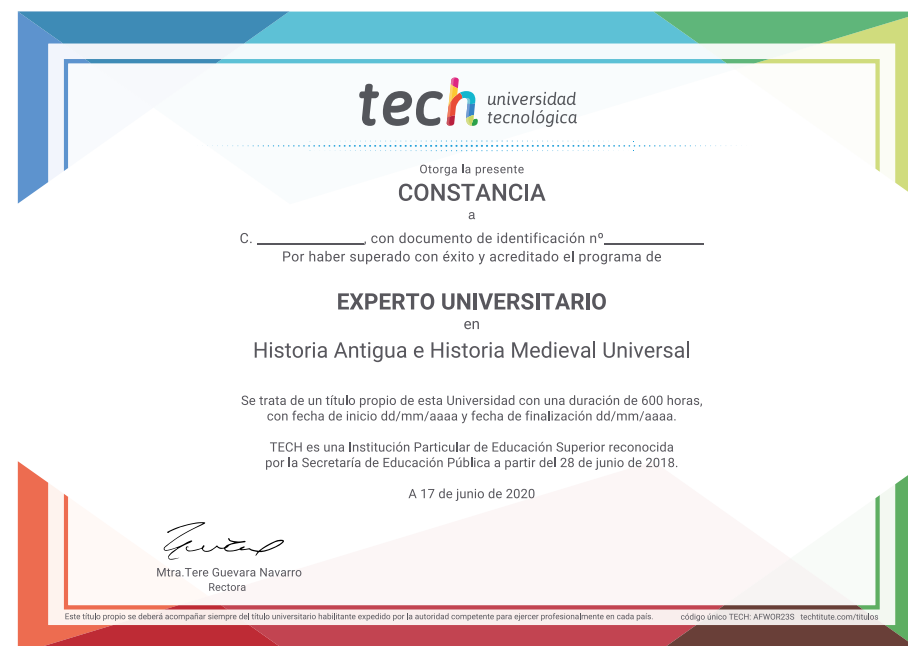 tech universidad
tecnológica
Otorga la presente
CONSTANCIA
a
C. ______________, con documento de identificación nº_____________
Por haber superado con éxito y acreditado el programa de
EXPERTO UNIVERSITARIO
en
Historia Antigua e Historia Medieval Universal
Se trata de un título propio de esta Universidad con una duración de 600 horas,
con fecha de inicio dd/mm/aaaa y fecha de finalización dd/mm/aaaa.
TECH es una Institución Particular de Educación Superior reconocida
por la Secretaría de Educación Pública a partir del 28 de junio de 2018.
A 17 de junio de 2020
Mtra.Tere Guevara Navarro
Rectora
Este título propio se deberá acompañar siempre del título universitario habilitante expedido por la autoridad competente para ejercer profesionalmente en cada país. código único TECH: AFWOR23S techtitute.com/titulos